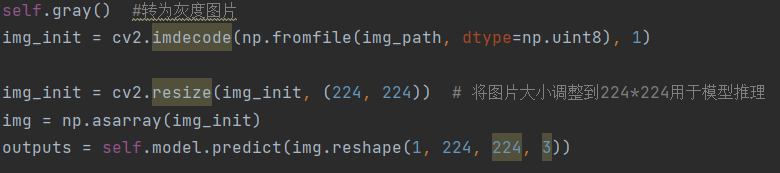 self.gray()  #转为灰度图片
img_init = cv2.imdecode(np.fromfile(img_path, dtype=np.uint8), 1)
img_init = cv2.resize(img_init, (224, 224))  # 将图片大小调整到224*224用于模型推理
img = np.asarray(img_init)
outputs = self.model.predict(img.reshape(1, 224, 224, 3))